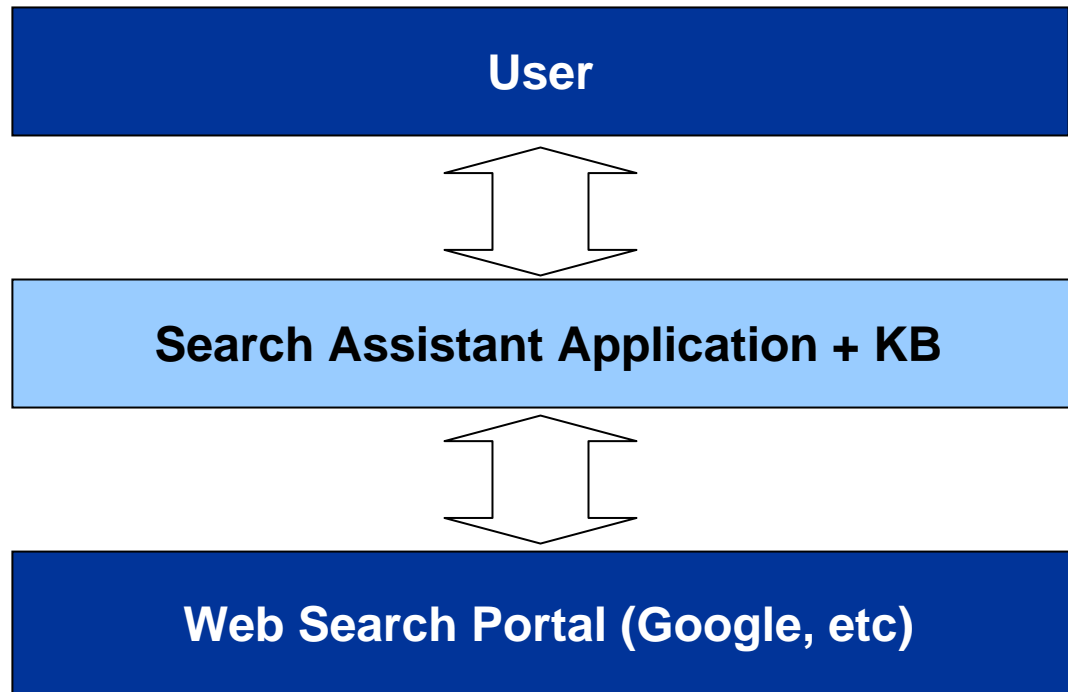 User
Search Assistant Application + KB
Web Search Portal (Google, etc)